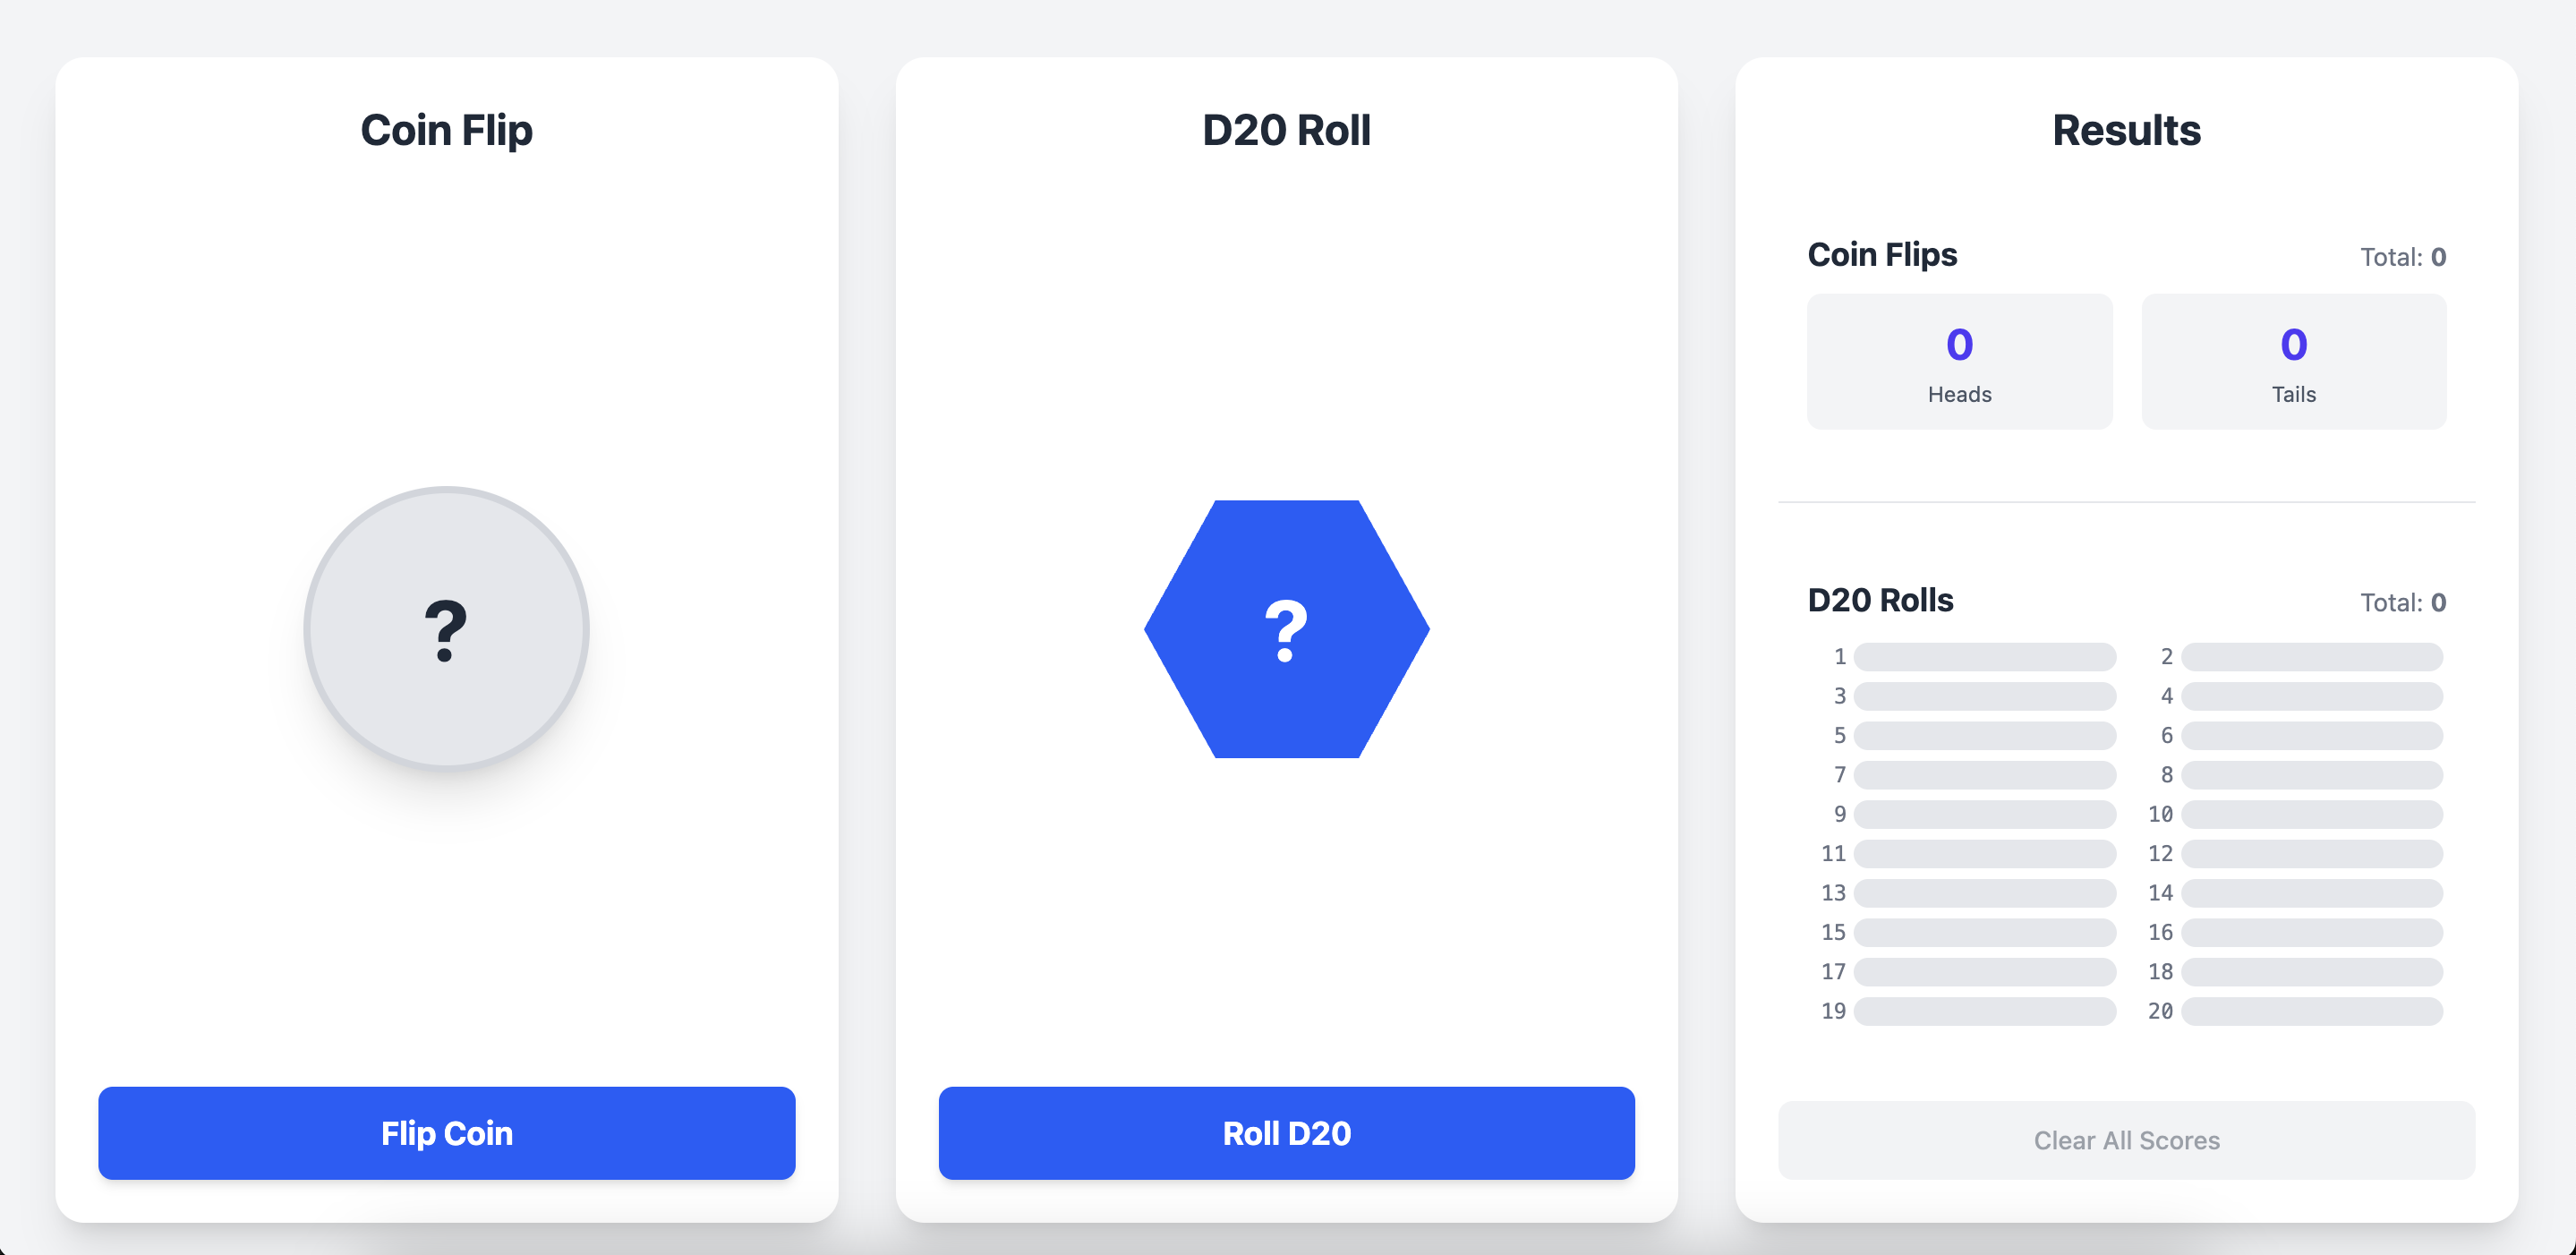 Coin Flip
?
Flip Coin
D20 Roll
?
Roll D20
Results
Coin Flips Total: 0
0 0
Heads Tails
D20 Rolls Total: 0
1 2
3 4
5 6
7 8
9 10
11 12
13 14
15 16
17 18
19 20
Clear All Scores